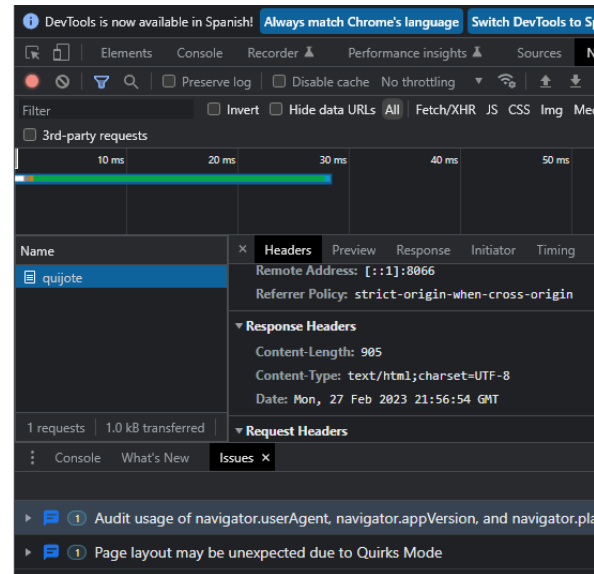 DevTools is now available in Spanish! Always match Chrome's language Switch DevTools to
Elements Console Recorder Performance insights Sources
Preserve log Disable cache No throttling
Filter Invert Hide data URLs All Fetch/XHR JS CSS Img
3rd-party requests
10 ms 20 ms 30 ms 40 ms 50 ms
Name × Headers Preview Response Initiator Timing
quijote
Remote Address: [::1]:8066
Referrer Policy: strict-origin-when-cross-origin
Response Headers
Content-Length: 905
Content-Type: text/html;charset=UTF-8
Date: Mon, 27 Feb 2023 21:56:54 GMT
1 requests 1.0 kB transferred
Request Headers
Console What's New Issues ×
1 Audit usage of navigator.userAgent, navigator.appVersion, and navigator.pla
1 Page layout may be unexpected due to Quirks Mode